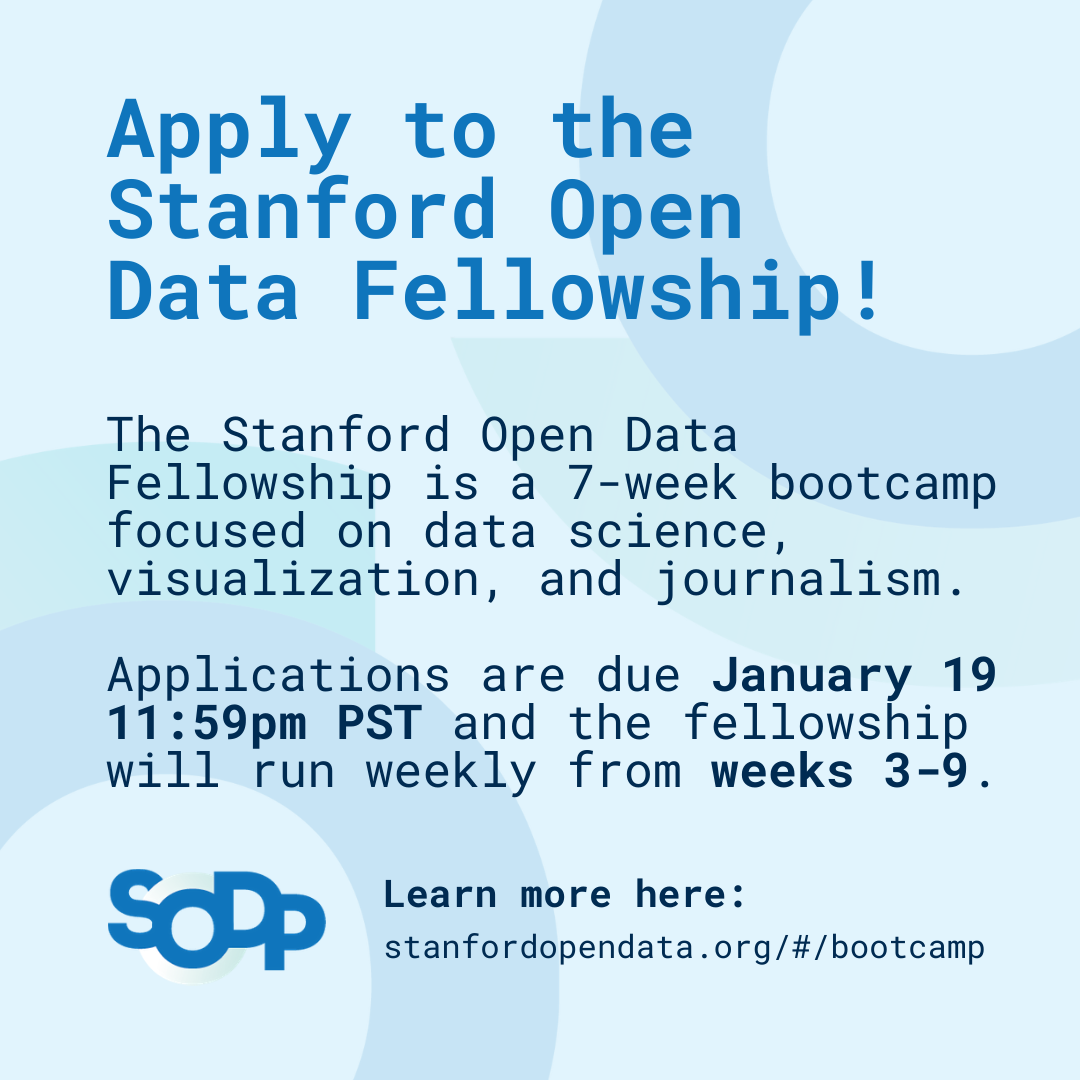 Apply to the
Stanford Open
Data Fellowship!
The Stanford Open Data
Fellowship is a 7-week bootcamp
focused on data science,
visualization, and journalism.
Applications are due January 19
11:59pm PST and the fellowship
will run weekly from weeks 3-9.
SODP
Learn more here:
stanfordopendata.org/#/bootcamp